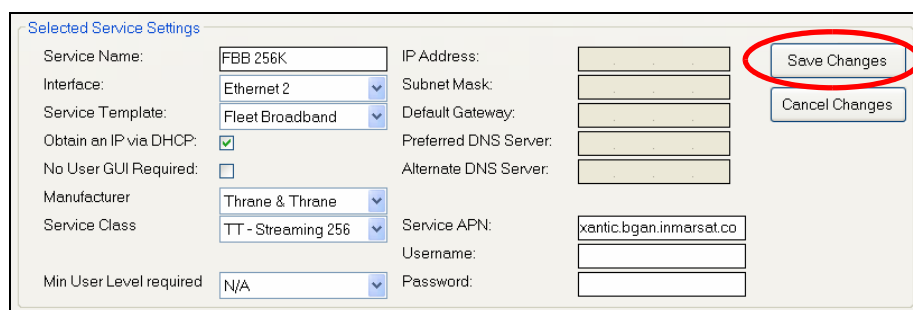 Selected Service Settings
Service Name: FBB 256K IP Address: Save Changes
Interface: Ethernet 2 Subnet Mask:
Service Template: Fleet Broadband Default Gateway: Cancel Changes
Obtain an IP via DHCP: Preferred DNS Server:
No User GUI Required: Alternate DNS Server:
Manufacturer Thrane & Thrane
Service Class TT - Streaming 256 Service APN: xantic.bgan.inmarsat.co
Username:
Min User Level required N/A Password: